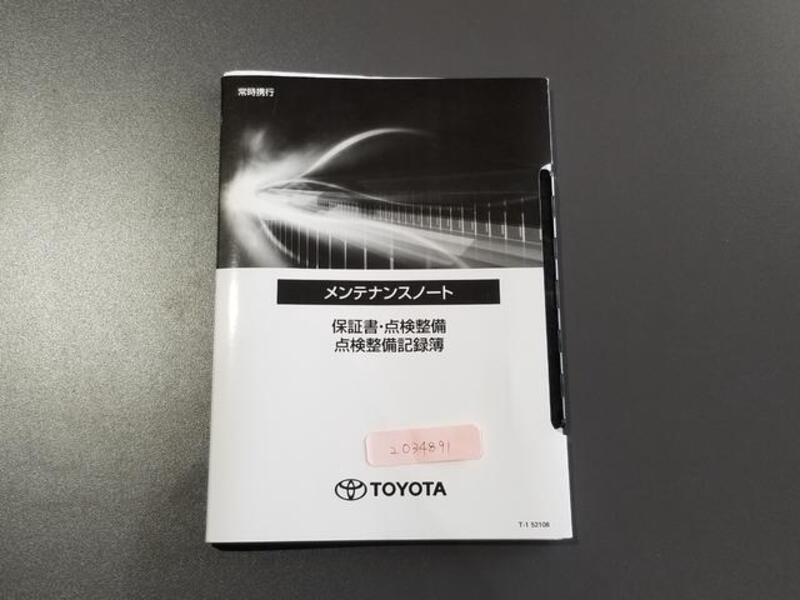 常時携行
メンテナンスノート
保証書・点検整備
点検整備記録簿
2034891
TOYOTA
T-1 52108